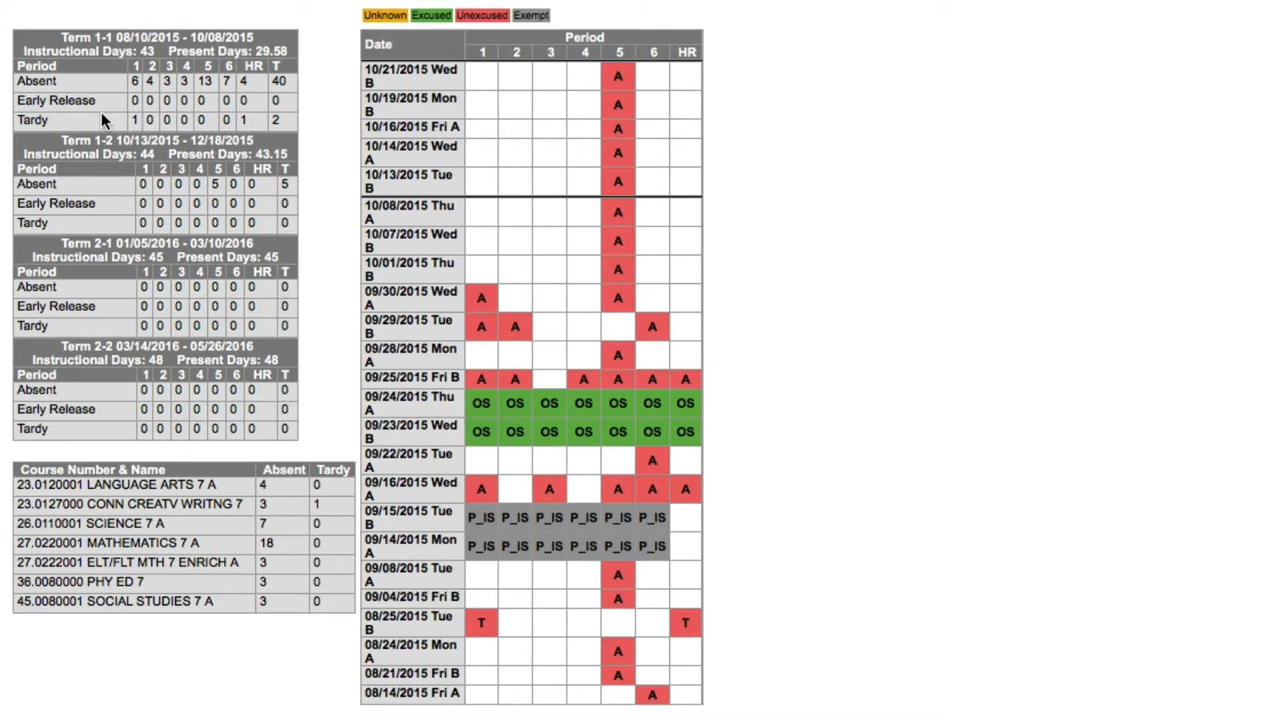 Term 1-1 08/10/2015 - 10/08/2015
Instructional Days: 43 Present Days: 29.58
Period 1 2 3 4 5 6 HR T
Absent 6 4 3 3 13 7 4 40
Early Release 0 0 0 0 0 0 0 0
Tardy 1 0 0 0 0 0 1 2
Term 1-2 10/13/2015 - 12/18/2015
Instructional Days: 44 Present Days: 43.15
Period 1 2 3 4 5 6 HR T
Absent 0 0 0 0 5 0 0 5
Early Release 0 0 0 0 0 0 0 0
Tardy 0 0 0 0 0 0 0 0
Term 2-1 01/05/2016 - 03/10/2016
Instructional Days: 45 Present Days: 45
Period 1 2 3 4 5 6 HR T
Absent 0 0 0 0 0 0 0 0
Early Release 0 0 0 0 0 0 0 0
Tardy 0 0 0 0 0 0 0 0
Term 2-2 03/14/2016 - 05/26/2016
Instructional Days: 48 Present Days: 48
Period 1 2 3 4 5 6 HR T
Absent 0 0 0 0 0 0 0 0
Early Release 0 0 0 0 0 0 0 0
Tardy 0 0 0 0 0 0 0 0
Course Number & Name Absent Tardy
23.0120001 LANGUAGE ARTS 7 A 4 0
23.0127000 CONN CREATV WRITNG 7 3 1
26.0110001 SCIENCE 7 A 7 0
27.0220001 MATHEMATICS 7 A 18 0
27.0222001 ELT/FLT MTH 7 ENRICH A 3 0
36.0080000 PHY ED 7 3 0
45.0080001 SOCIAL STUDIES 7 A 3 0
Unknown Excused Unexcused Exempt
Date Period
1 2 3 4 5 6 HR
10/21/2015 Wed A
B
10/19/2015 Mon A
B
10/16/2015 Fri A A
10/14/2015 Wed A
A
10/13/2015 Tue A
B
10/08/2015 Thu A
A
10/07/2015 Wed A
B
10/01/2015 Thu A
B
09/30/2015 Wed A A
A
09/29/2015 Tue A A A
B
09/28/2015 Mon A
A
09/25/2015 Fri B A A A A A A
09/24/2015 Thu OS OS OS OS OS OS OS
A
09/23/2015 Wed OS OS OS OS OS OS OS
B
09/22/2015 Tue A
A
09/16/2015 Wed A A A A A
A
09/15/2015 Tue P_IS P_IS P_IS P_IS P_IS P_IS
B
09/14/2015 Mon P_IS P_IS P_IS P_IS P_IS P_IS
A
09/08/2015 Tue A
A
09/04/2015 Fri B A
08/25/2015 Tue T T
B
08/24/2015 Mon A
A
08/21/2015 Fri B A
08/14/2015 Fri A A